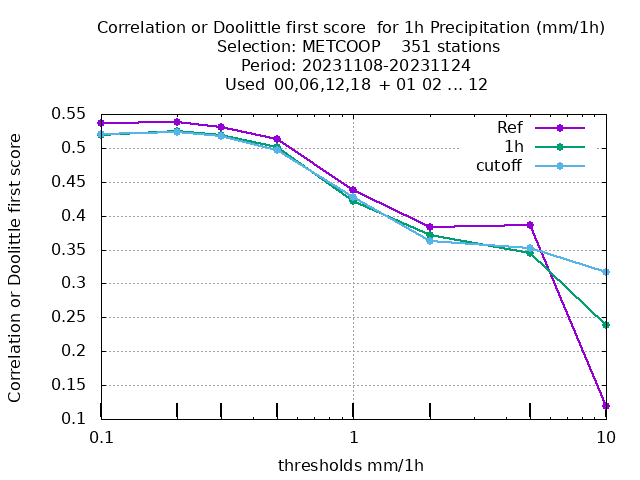 Correlation or Doolittle first score  for 1h Precipitation (mm/1h)
Selection: METCOOP    351 stations
Period: 20231108-20231124
Used  00,06,12,18  + 01 02 ... 12
Correlation or Doolittle first score
0.55
0.5
0.45
0.4
0.35
0.3
0.25
0.2
0.15
0.1
Ref
1h
cutoff
0.1
1
10
thresholds mm/1h